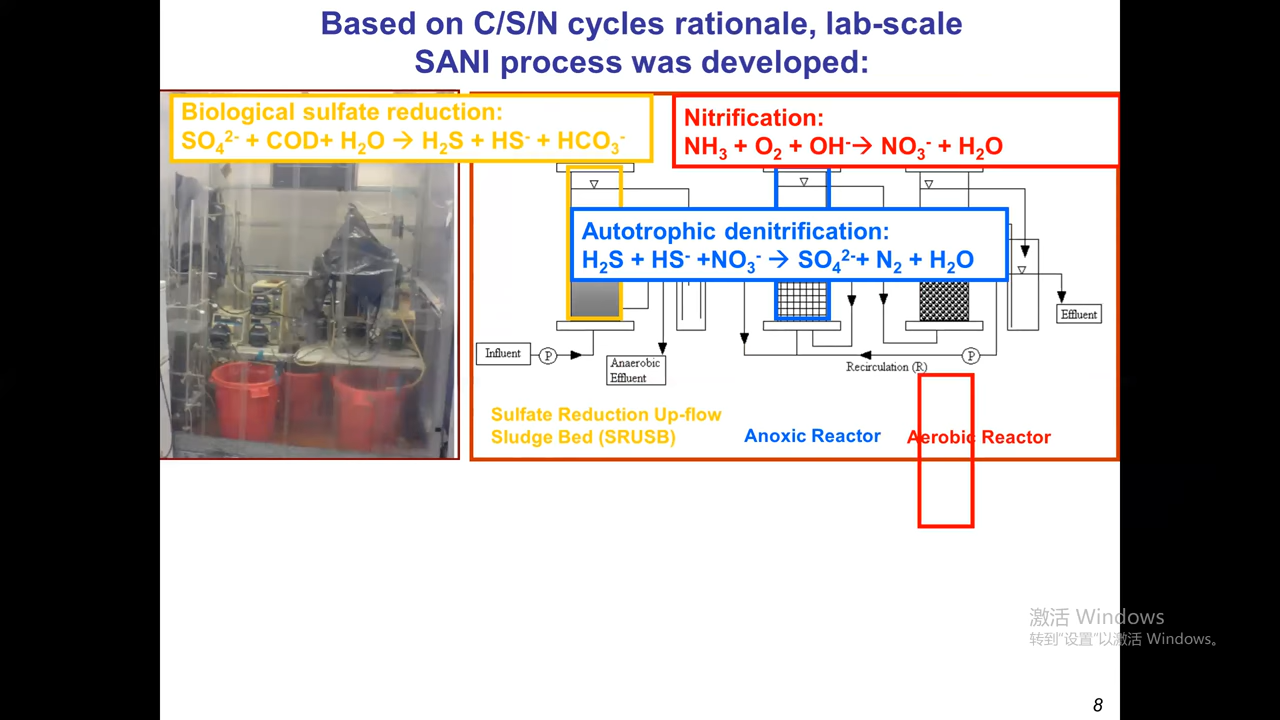 Based on C/S/N cycles rationale, lab-scale
SANI process was developed:
Biological sulfate reduction:
SO₄²⁻ + COD+ H₂O → H₂S + HS⁻ + HCO₃⁻
Nitrification:
NH₃ + O₂ + OH⁻→ NO₃⁻ + H₂O
Autotrophic denitrification:
H₂S + HS⁻ +NO₃⁻ → SO₄²⁻+ N₂ + H₂O
Effluent
Influent
P
Anaerobic
Effluent
P
Recirculation (R)
Sulfate Reduction Up-flow
Sludge Bed (SRUSB)
Anoxic Reactor
Aerobic Reactor
激活 Windows
转到"设置"以激活 Windows。
8